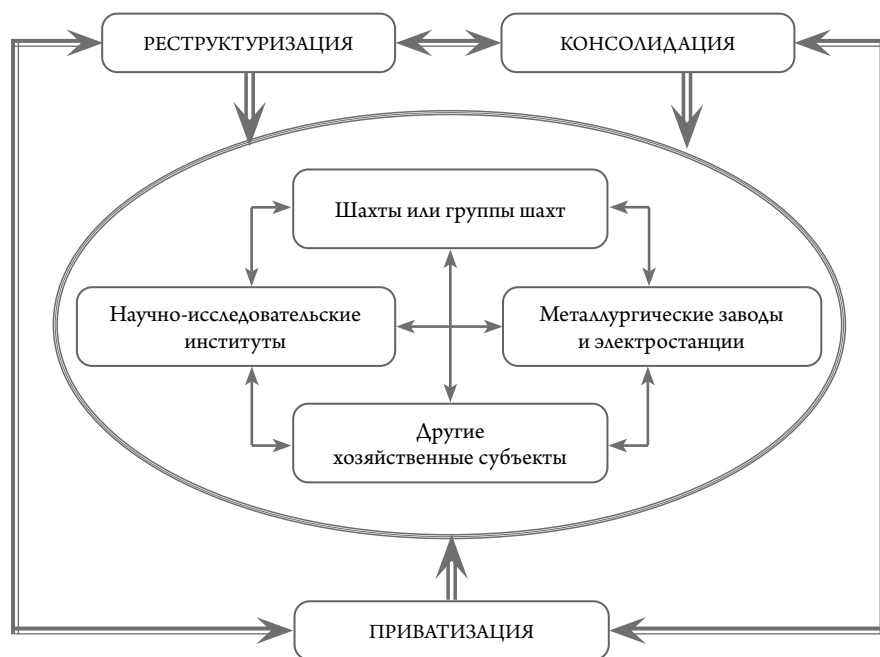 РЕСТРУКТУРИЗАЦИЯ
КОНСОЛИДАЦИЯ
Шахты или группы шахт
Научно-исследовательские
институты
Металлургические заводы
и электростанции
Другие
хозяйственные субъекты
ПРИВАТИЗАЦИЯ